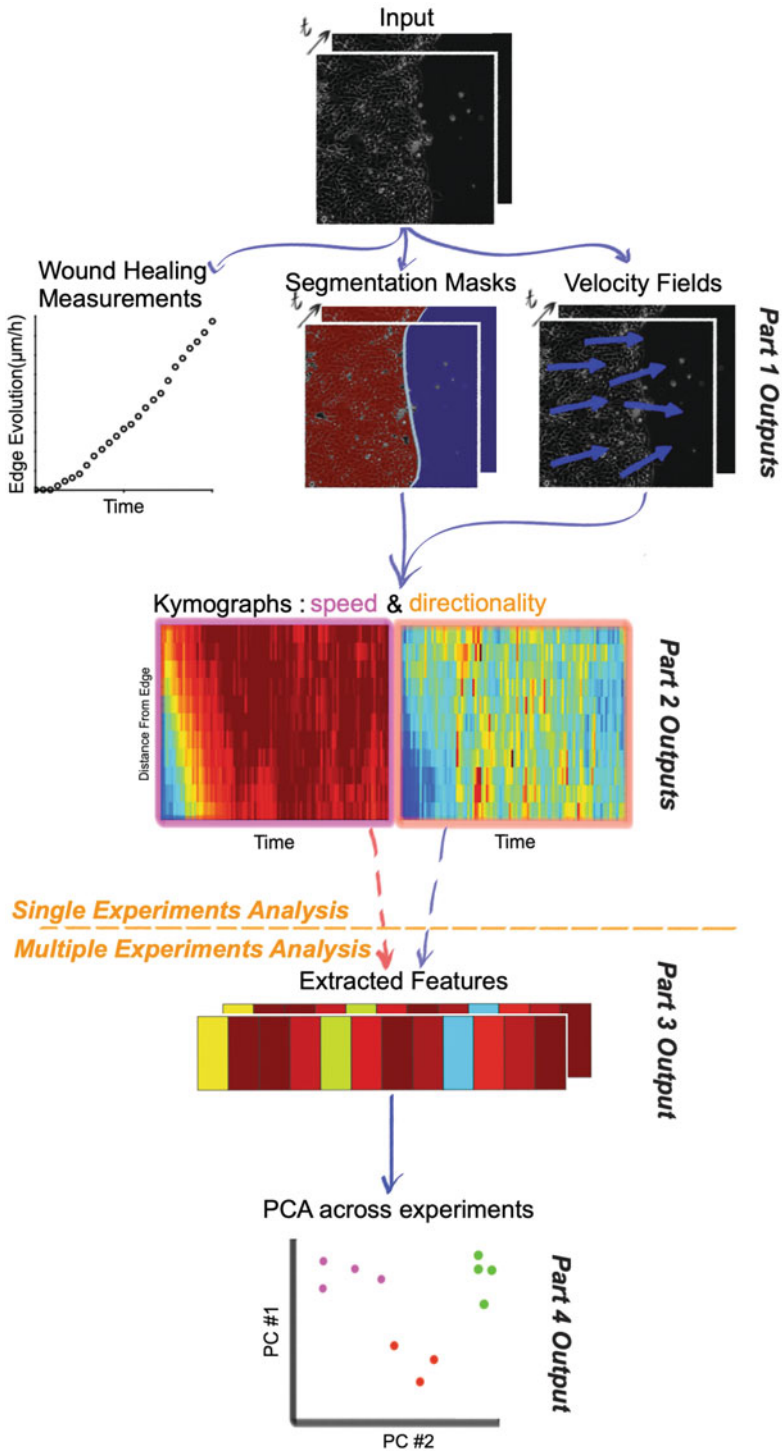 Input
t
Wound Healing
Measurements
Segmentation Masks
Velocity Fields
t
t
Edge Evolution(µm/h)
Time
Part 1 Outputs
Kymographs : speed & directionality
Distance From Edge
Time
Time
Part 2 Outputs
Single Experiments Analysis
Multiple Experiments Analysis
Extracted Features
Part 3 Output
PCA across experiments
PC #1
PC #2
Part 4 Output